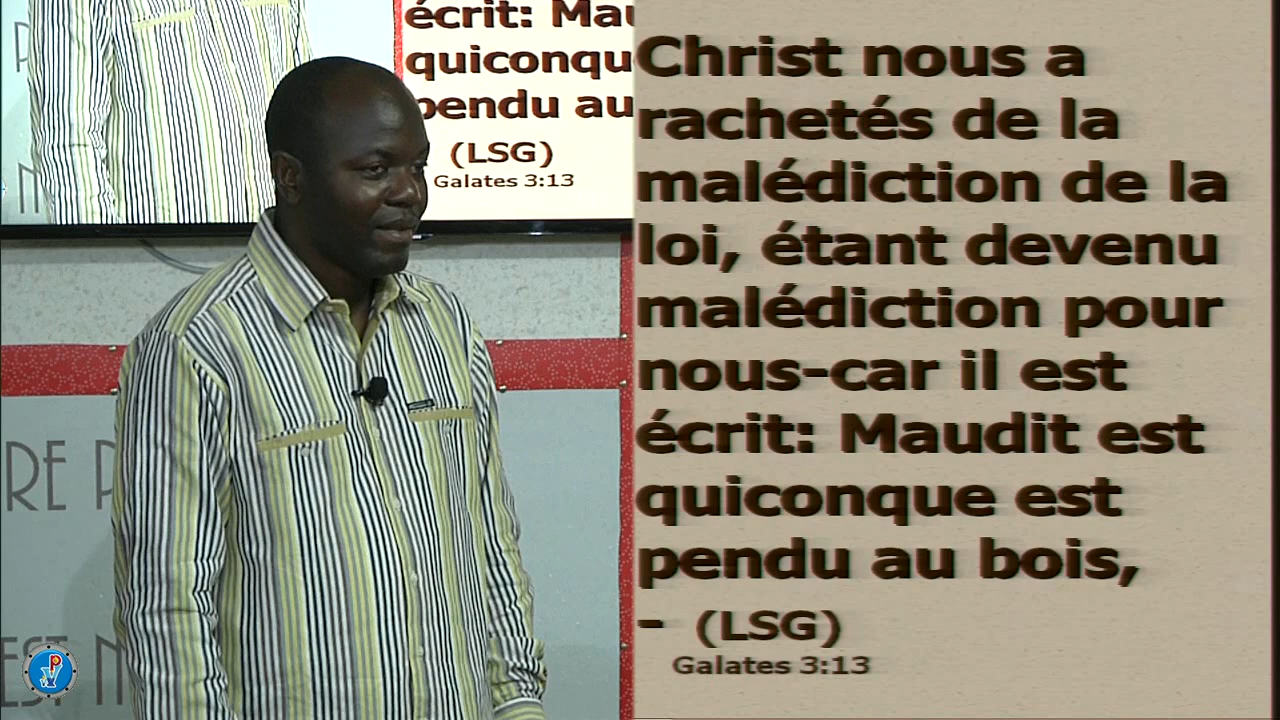 écrit: Mau
quiconqu
pendu au
(LSG)
Galates 3:13
RE P
EST N
Christ nous a
rachetés de la
malédiction de la
loi, étant devenu
malédiction pour
nous-car il est
écrit: Maudit est
quiconque est
pendu au bois,
- (LSG)
Galates 3:13